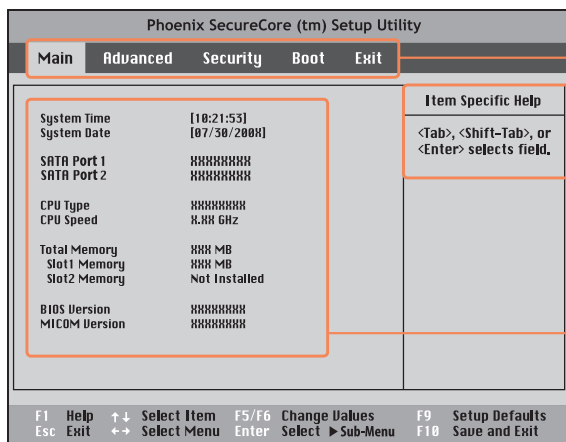 Phoenix SecureCore (tm) Setup Utility
Main Advanced Security Boot Exit
Item Specific Help
<Tab>, <Shift-Tab>, or
<Enter> selects field.
System Time [10:21:53]
System Date [07/30/200X]
SATA Port 1 XXXXXXXX
SATA Port 2 XXXXXXXX
CPU Type XXXXXXXX
CPU Speed X.XX GHz
Total Memory XXX MB
Slot1 Memory XXX MB
Slot2 Memory Not Installed
BIOS Version XXXXXXXX
MICOM Version XXXXXXXX
F1 Help ↑↓ Select Item F5/F6 Change Values F9 Setup Defaults
Esc Exit ←→ Select Menu Enter Select ▶Sub-Menu F10 Save and Exit